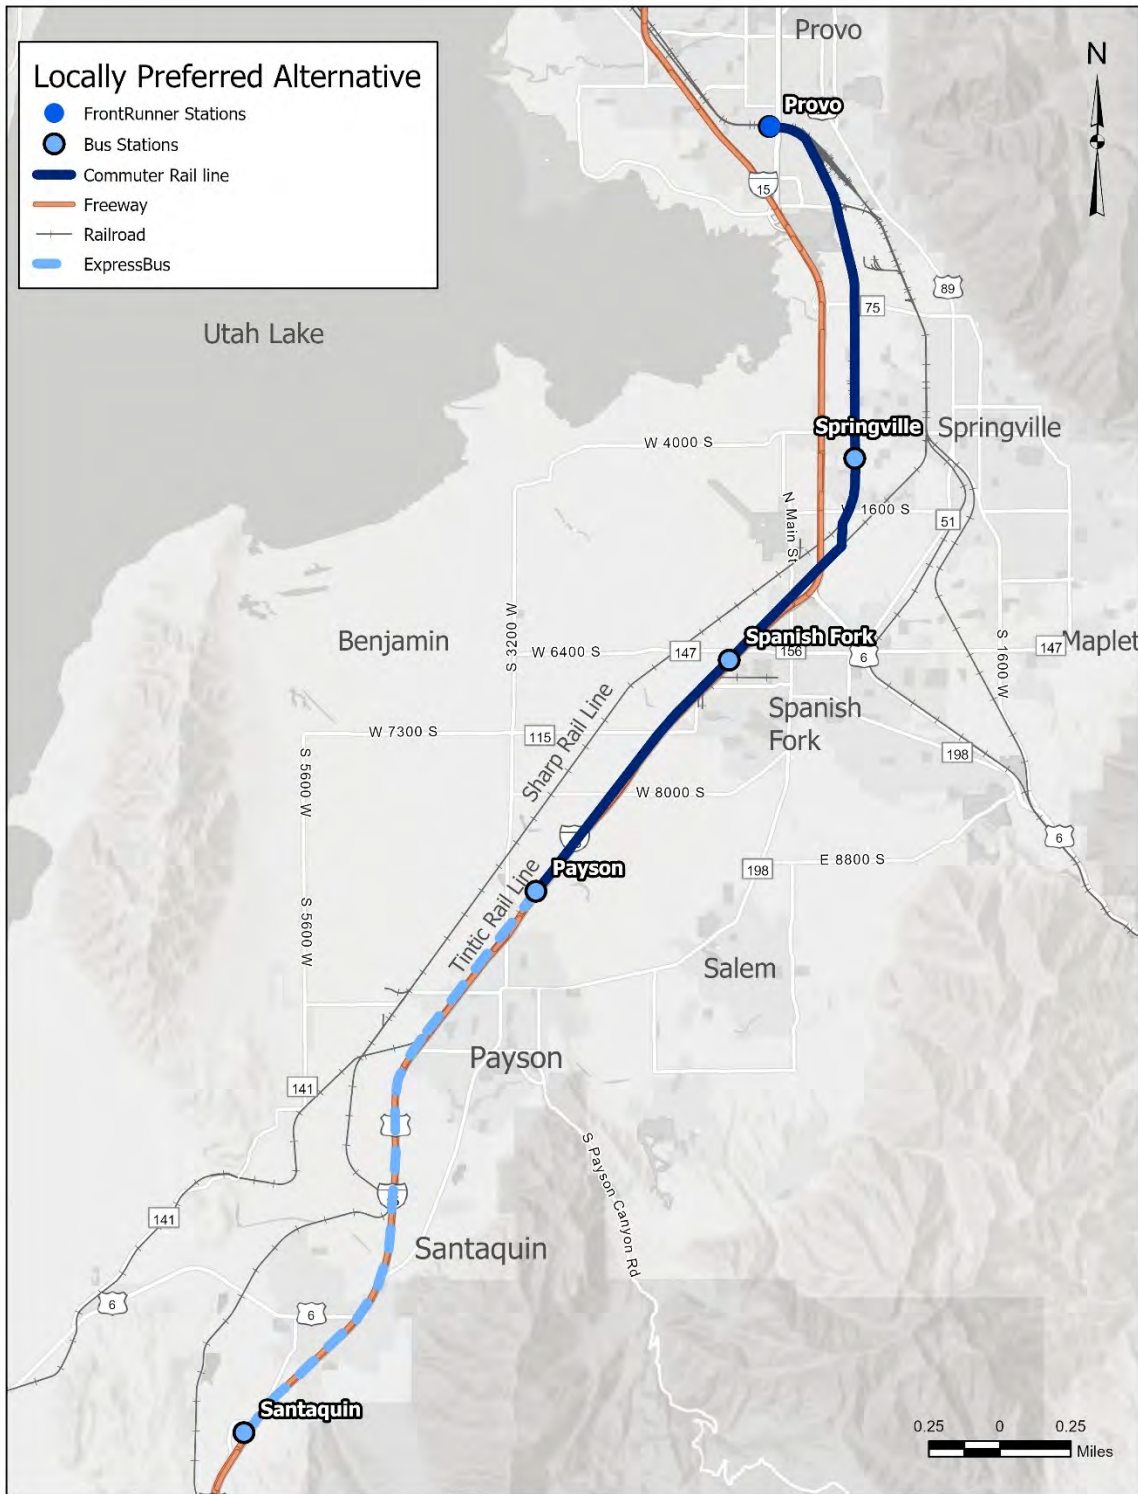 Provo
Locally Preferred Alternative
FrontRunner Stations
Bus Stations
Commuter Rail line
Freeway
Railroad
ExpressBus
N
Provo
15
Utah Lake
89
75
Springville
Springville
W 4000 S
N Main St
1600 S
51
S 3200 W
Benjamin
W 6400 S
147
Spanish Fork
156
6
S 1600 W
147
Maplet
Sharp Rail Line
Spanish
Fork
W 7300 S
115
198
S 5600 W
W 8000 S
6
Payson
E 8800 S
198
S 5600 W
Tintic Rail Line
Salem
Payson
141
S Payson Canyon Rd
141
Santaquin
6
6
Santaquin
0.25
0
0.25
Miles